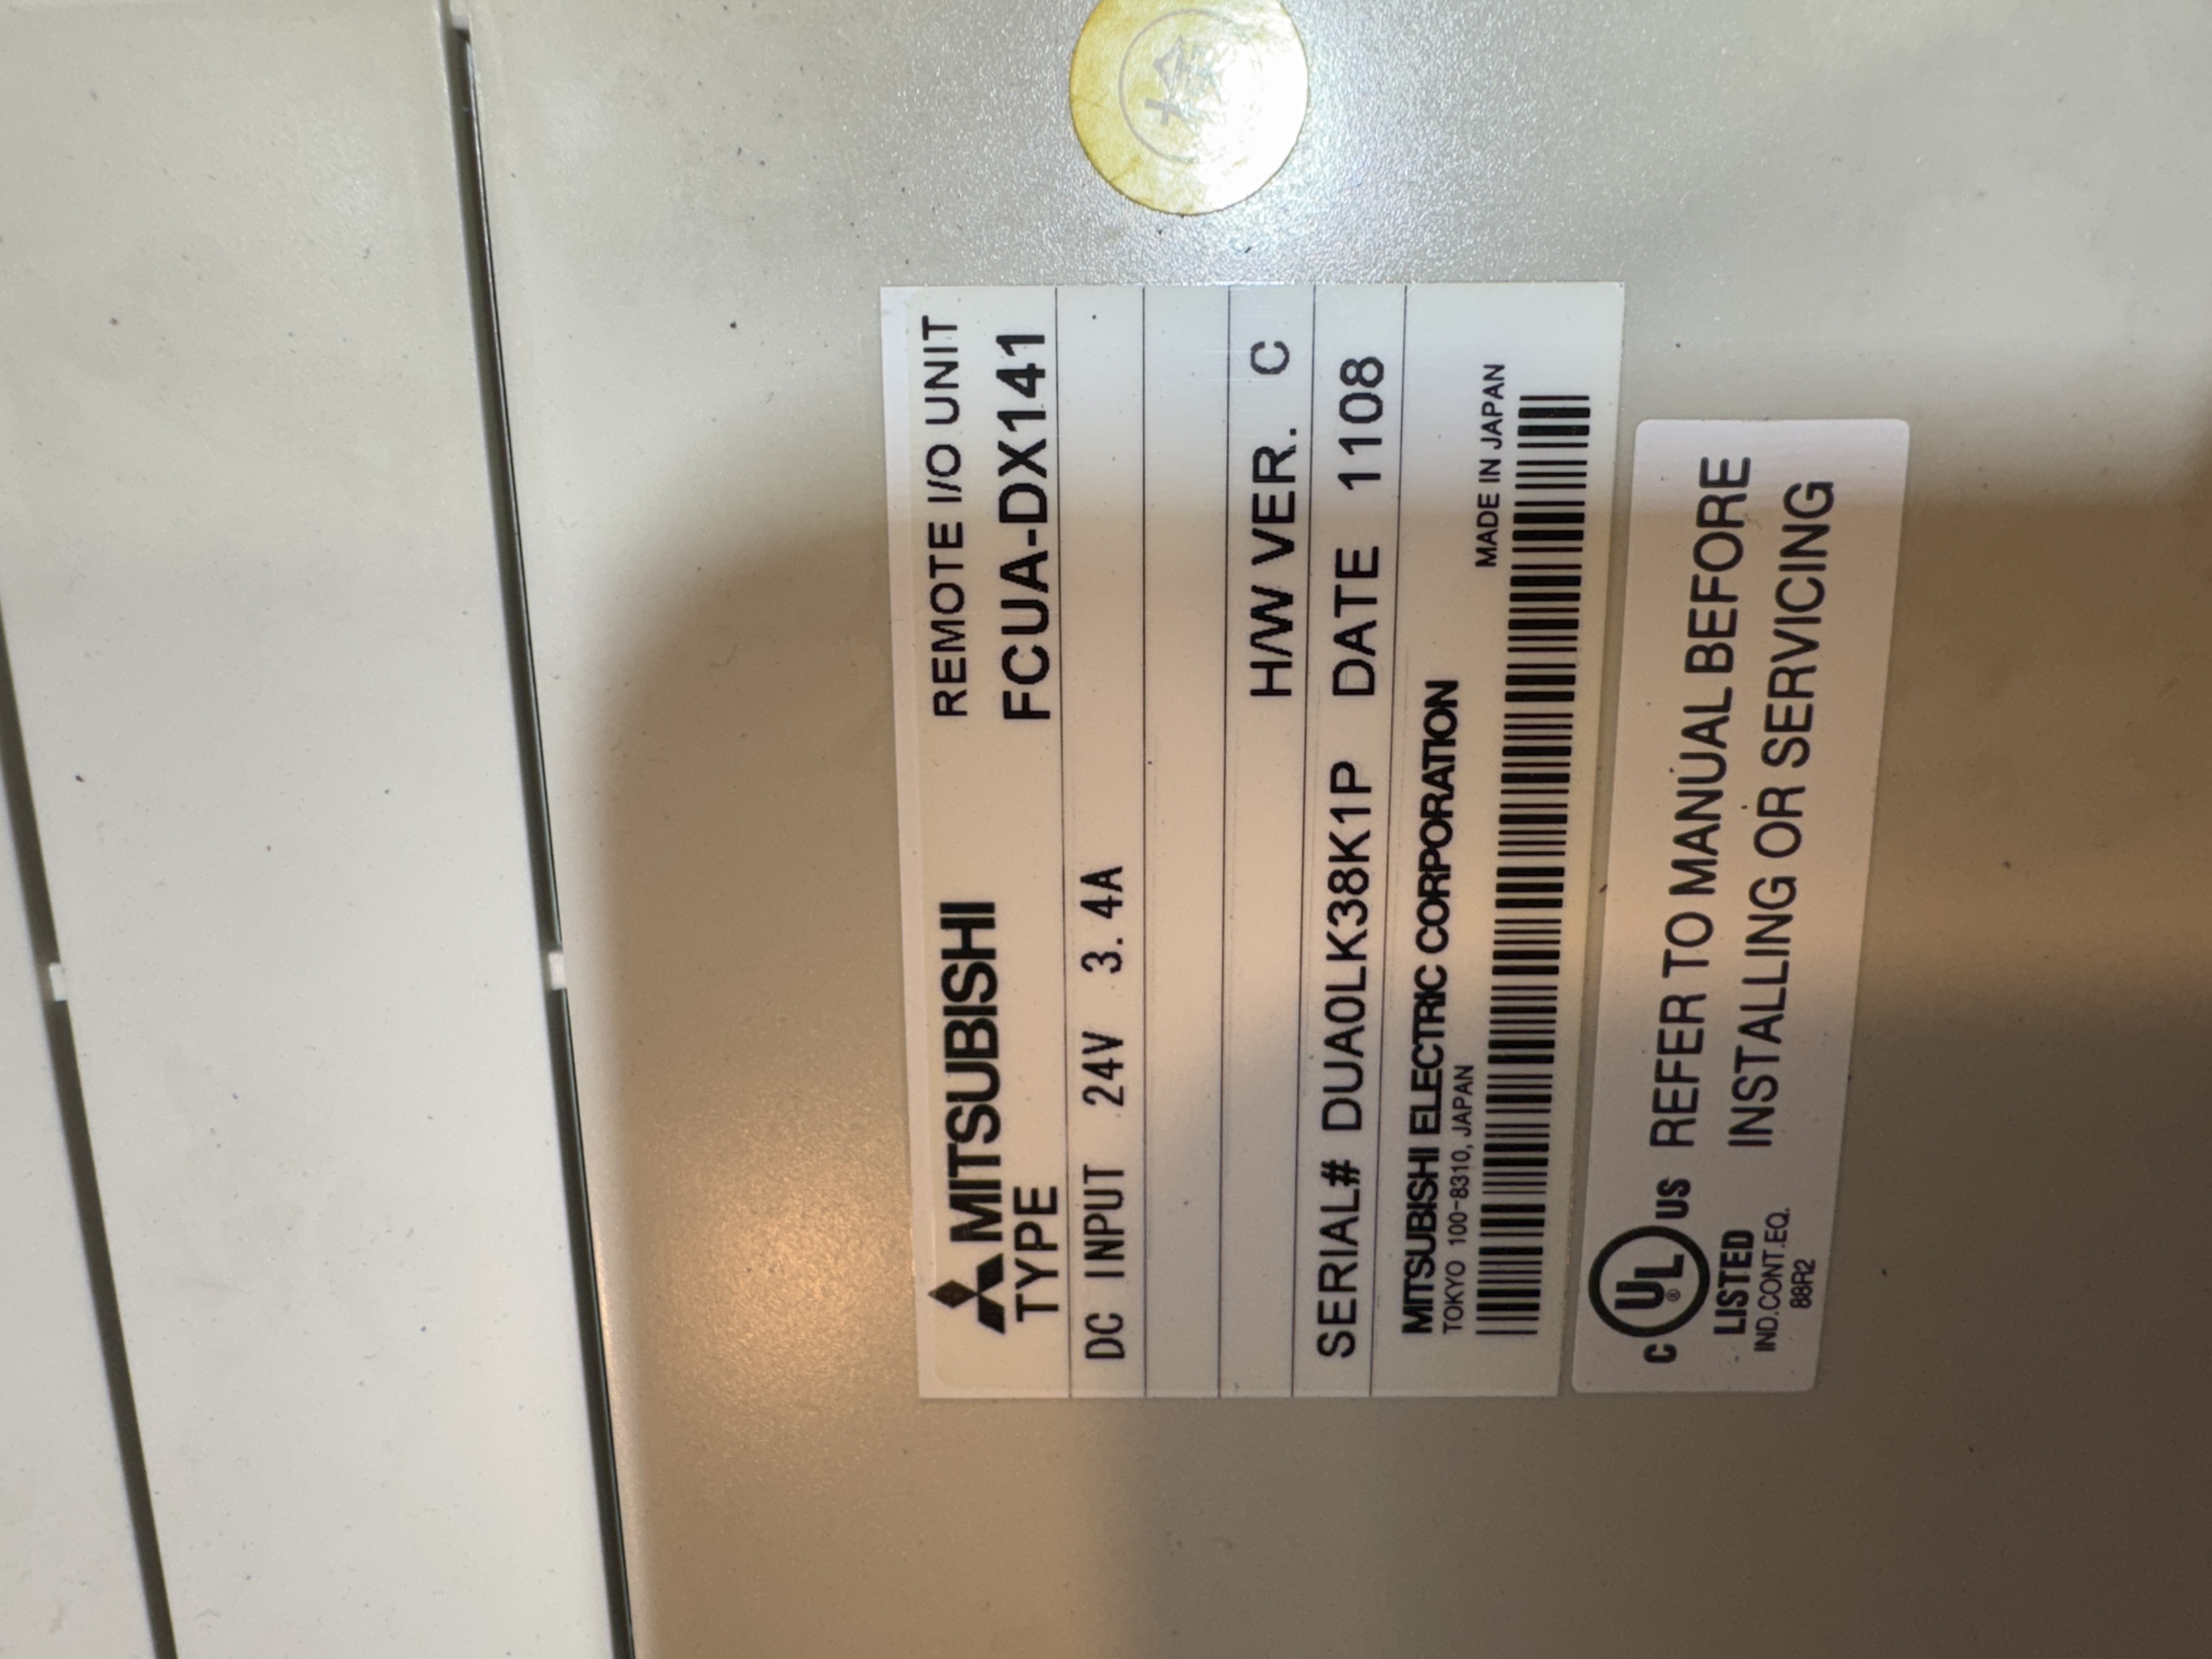 MITSUBISHI REMOTE I/O UNIT
TYPE FCUA-DX141
DC INPUT 24V 3.4A
H/W VER. C
SERIAL# DUA0LK38K1P DATE 1108
MITSUBISHI ELECTRIC CORPORATION
TOKYO 100-8310, JAPAN MADE IN JAPAN
C UL ® US
LISTED
IND.CONT.EQ.
88R2
REFER TO MANUAL BEFORE
INSTALLING OR SERVICING